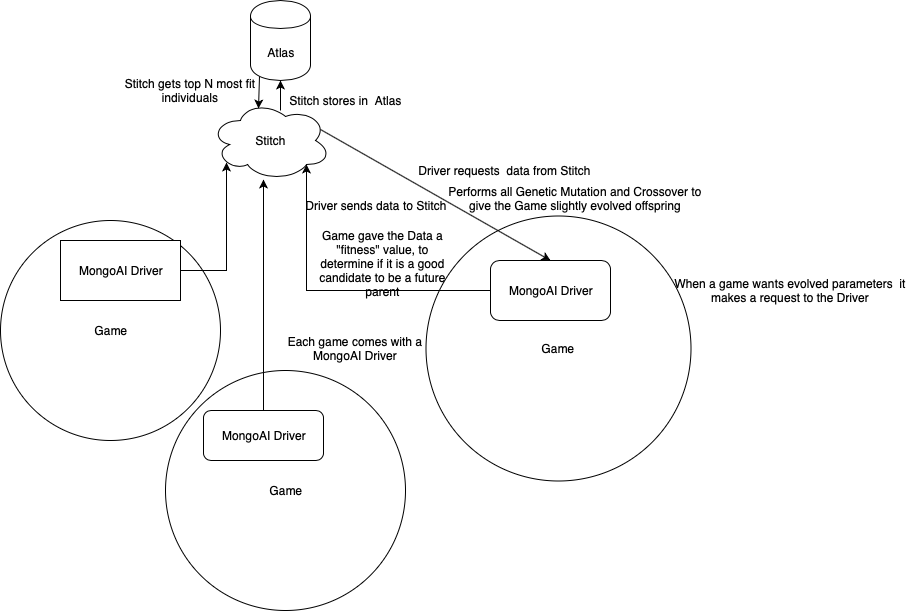 Atlas
Stitch gets top N most fit
individuals
Stitch stores in  Atlas
Stitch
Driver requests  data from Stitch
Performs all Genetic Mutation and Crossover to
give the Game slightly evolved offspring
Driver sends data to Stitch
Game gave the Data a
"fitness" value, to
determine if it is a good
candidate to be a future
parent
MongoAI Driver
Game
MongoAI Driver
Game
When a game wants evolved parameters  it
makes a request to the Driver
Each game comes with a
MongoAI Driver
MongoAI Driver
Game